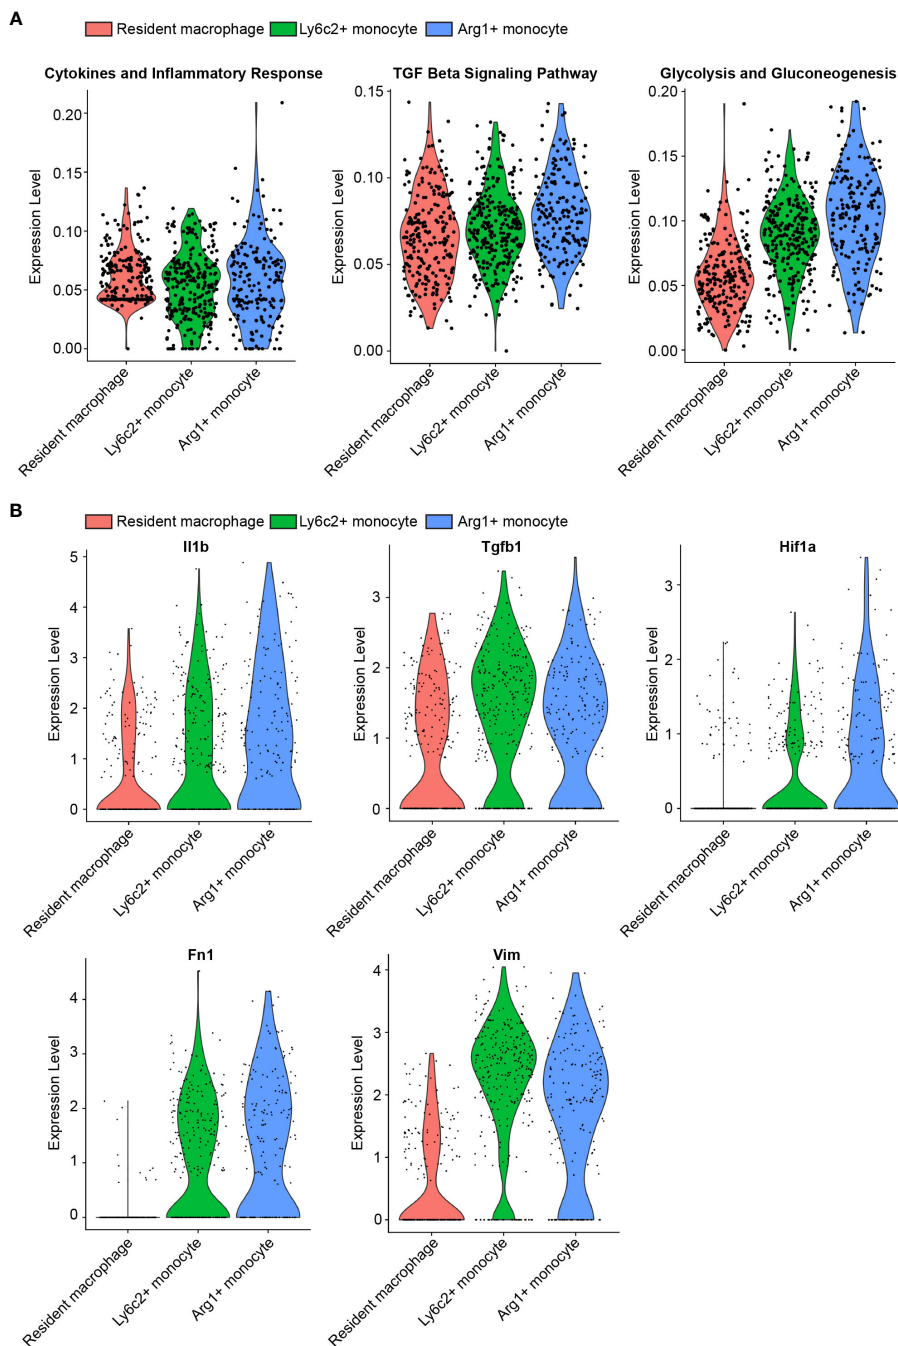 A
Resident macrophage Ly6c2+ monocyte Arg1+ monocyte
Cytokines and Inflammatory Response
Expression Level
0.20
0.15
0.10
0.05
0.00
Resident macrophage
Ly6c2+ monocyte
Arg1+ monocyte
TGF Beta Signaling Pathway
Expression Level
0.15
0.10
0.05
0.00
Resident macrophage
Ly6c2+ monocyte
Arg1+ monocyte
Glycolysis and Gluconeogenesis
Expression Level
0.20
0.15
0.10
0.05
0.00
Resident macrophage
Ly6c2+ monocyte
Arg1+ monocyte
B
Resident macrophage Ly6c2+ monocyte Arg1+ monocyte
Il1b
Expression Level
5
4
3
2
1
0
Resident macrophage
Ly6c2+ monocyte
Arg1+ monocyte
Tgfb1
Expression Level
3
2
1
0
Resident macrophage
Ly6c2+ monocyte
Arg1+ monocyte
Hif1a
Expression Level
3
2
1
0
Resident macrophage
Ly6c2+ monocyte
Arg1+ monocyte
Fn1
Expression Level
4
3
2
1
0
Resident macrophage
Ly6c2+ monocyte
Arg1+ monocyte
Vim
Expression Level
4
3
2
1
0
Resident macrophage
Ly6c2+ monocyte
Arg1+ monocyte